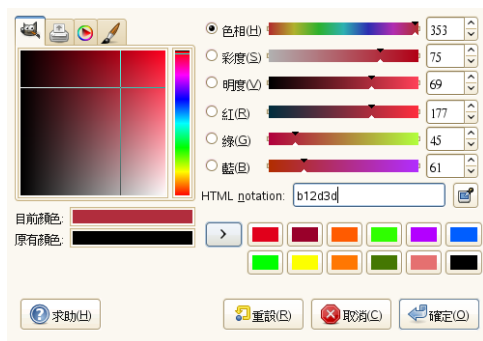 色相(H) 353
彩度(S) 75
明度(V) 69
紅(R) 177
綠(G) 45
藍(B) 61
HTML notation: b12d3d
目前顏色:
原有顏色:
>
求助(H) 重設(R) 取消(C) 確定(O)